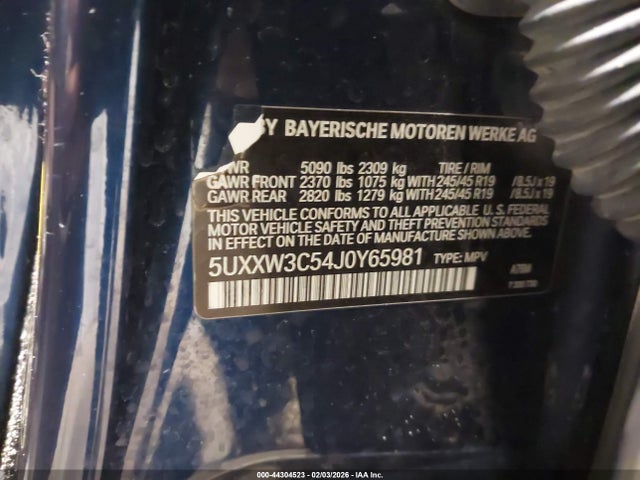 BY BAYERISCHE MOTOREN WERKE AG
5090 lbs 2309 kg TIRE / RIM
GAWR FRONT 2370 lbs 1075 kg WITH 245/45 R19 /8.5J x 19
GAWR REAR 2820 lbs 1279 kg WITH 245/45 R19 /8.5J x 19
THIS VEHICLE CONFORMS TO ALL APPLICABLE U. S. FEDERAL
MOTOR VEHICLE SAFETY AND THEFT PREVENTION STANDARDS
IN EFFECT ON THE DATE OF MANUFACTURE SHOWN ABOVE.
5UXXW3C54J0Y65981 TYPE: MPV
000-44304523 - 02/03/2026 - IAA Inc.